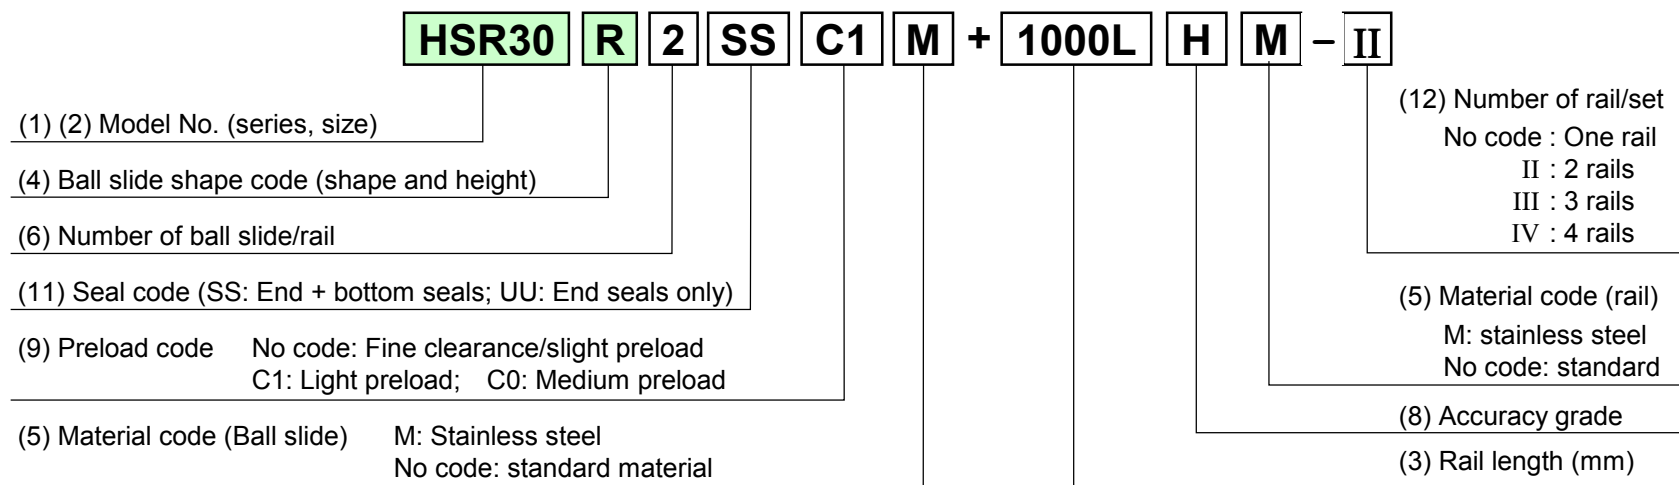 HSR30 R 2 SS C1 M + 1000L H M – II
(1) (2) Model No. (series, size)
(4) Ball slide shape code (shape and height)
(6) Number of ball slide/rail
(11) Seal code (SS: End + bottom seals; UU: End seals only)
(9) Preload code No code: Fine clearance/slight preload
C1: Light preload; C0: Medium preload
(5) Material code (Ball slide) M: Stainless steel
No code: standard material
(12) Number of rail/set
No code : One rail
II : 2 rails
III : 3 rails
IV : 4 rails
(5) Material code (rail)
M: stainless steel
No code: standard
(8) Accuracy grade
(3) Rail length (mm)